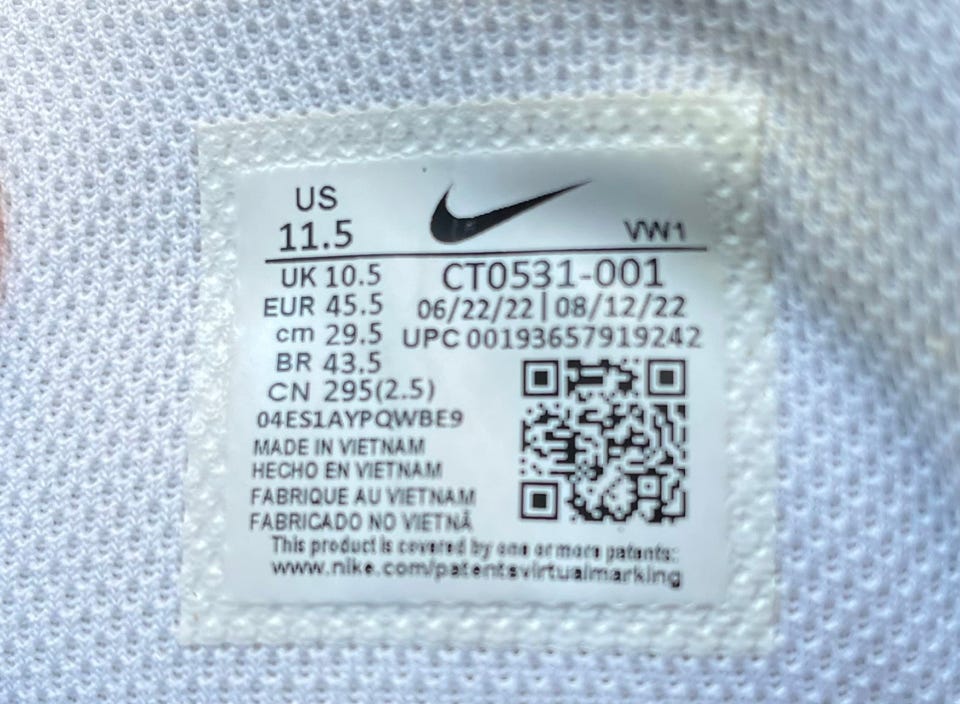 US
11.5
VW1
UK 10.5
CT0531-001
EUR 45.5
06/22/22 | 08/12/22
cm 29.5
UPC 00193657919242
BR 43.5
CN 295(2.5)
04ES1AYPQWBE9
MADE IN VIETNAM
HECHO EN VIETNAM
FABRIQUE AU VIETNAM
FABRICADO NO VIETNÃ
This product is covered by one or more patents:
www.nike.com/patentsvirtualmarking